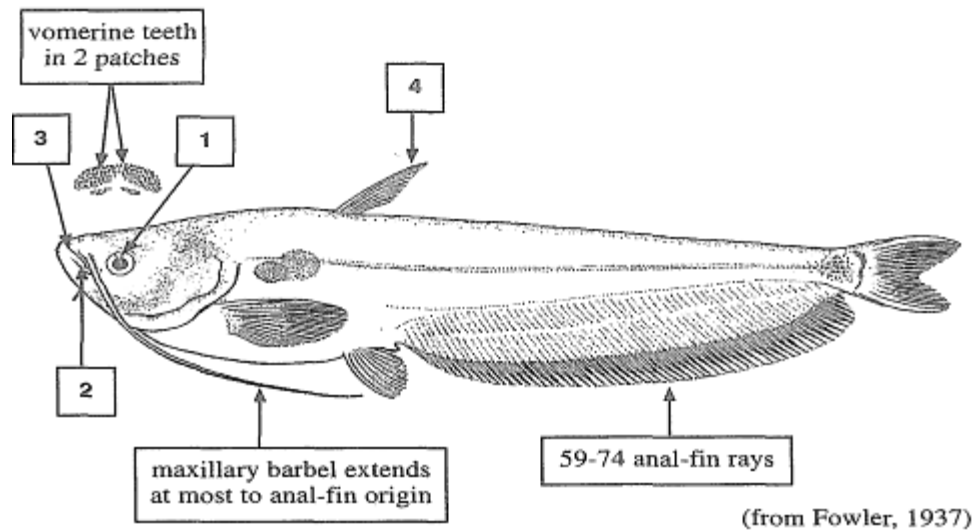 vomerine teeth
in 2 patches
4
3
1
2
maxillary barbel extends
at most to anal-fin origin
59-74 anal-fin rays
(from Fowler, 1937)